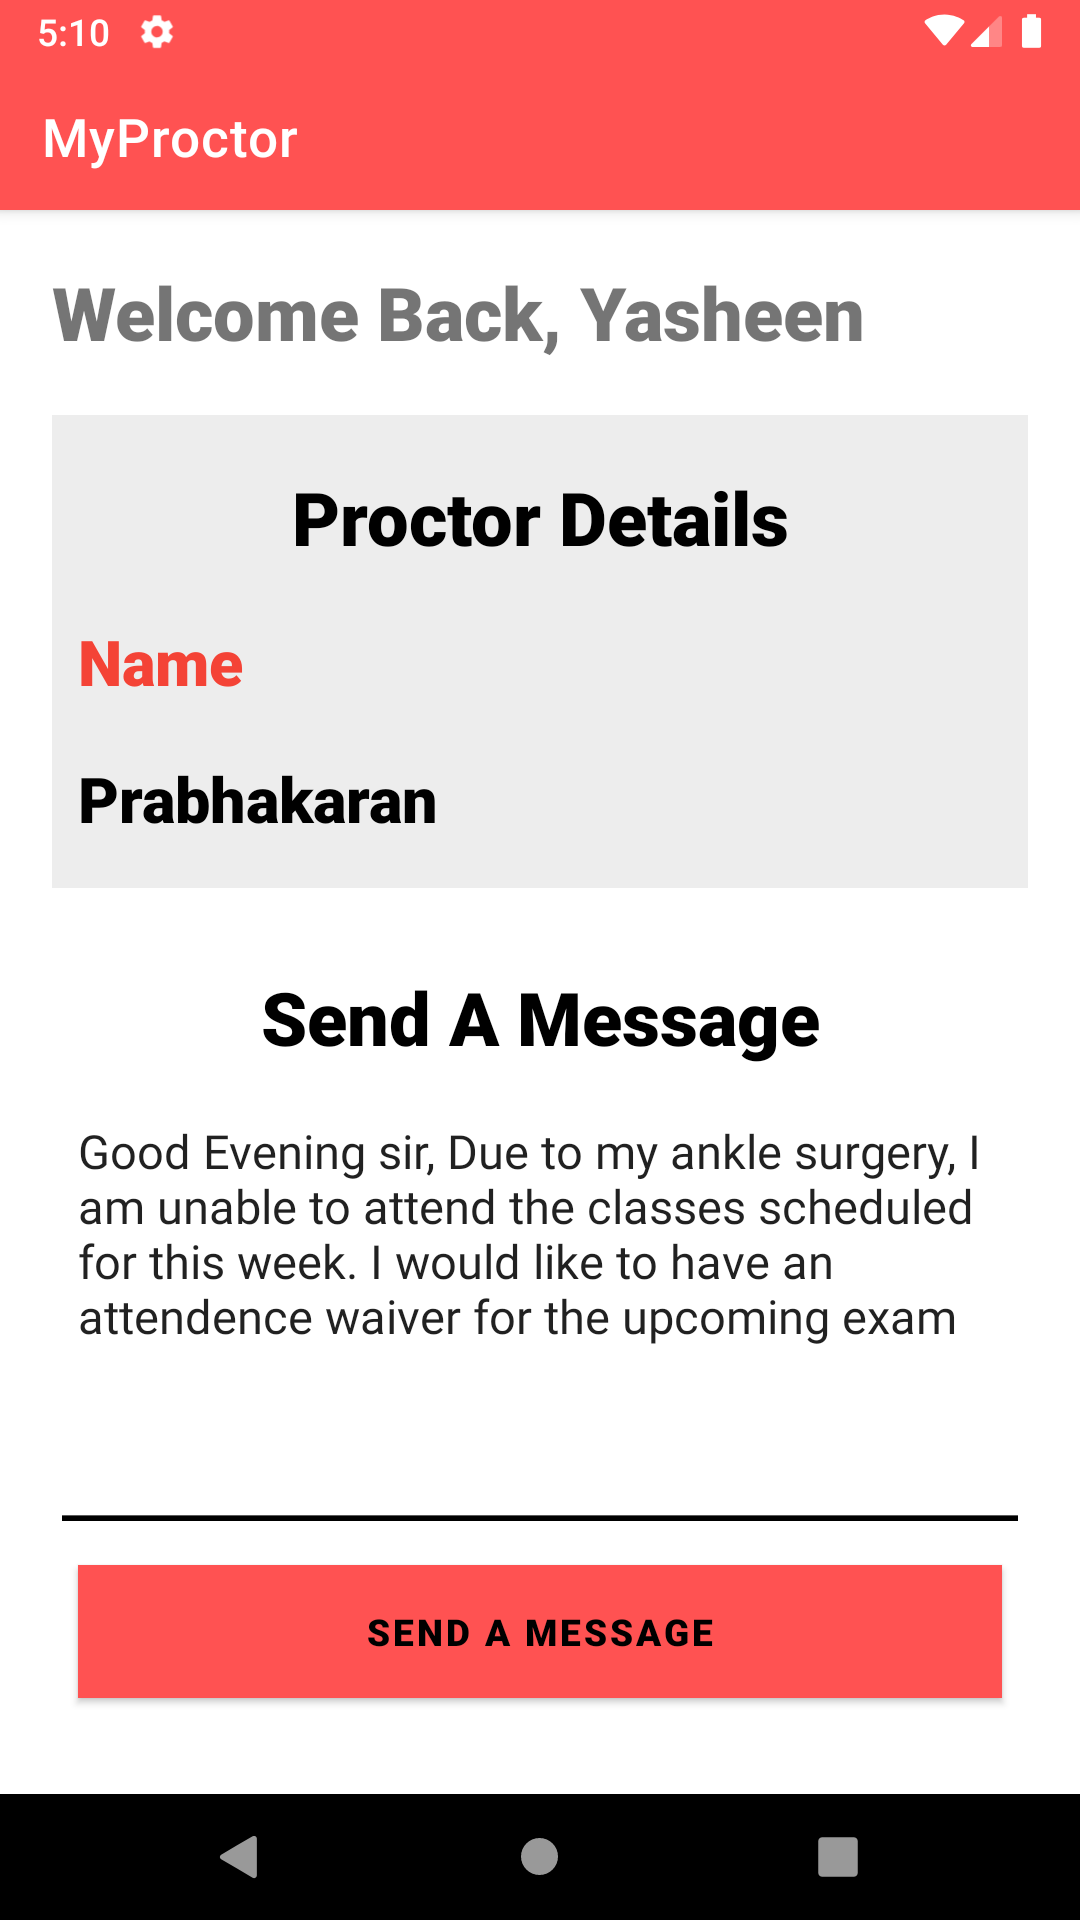 5:10
MyProctor
Welcome Back, Yasheen
Proctor Details
Name
Prabhakaran
Send A Message
Good Evening sir, Due to my ankle surgery, I
am unable to attend the classes scheduled
for this week. I would like to have an
attendence waiver for the upcoming exam
SEND A MESSAGE